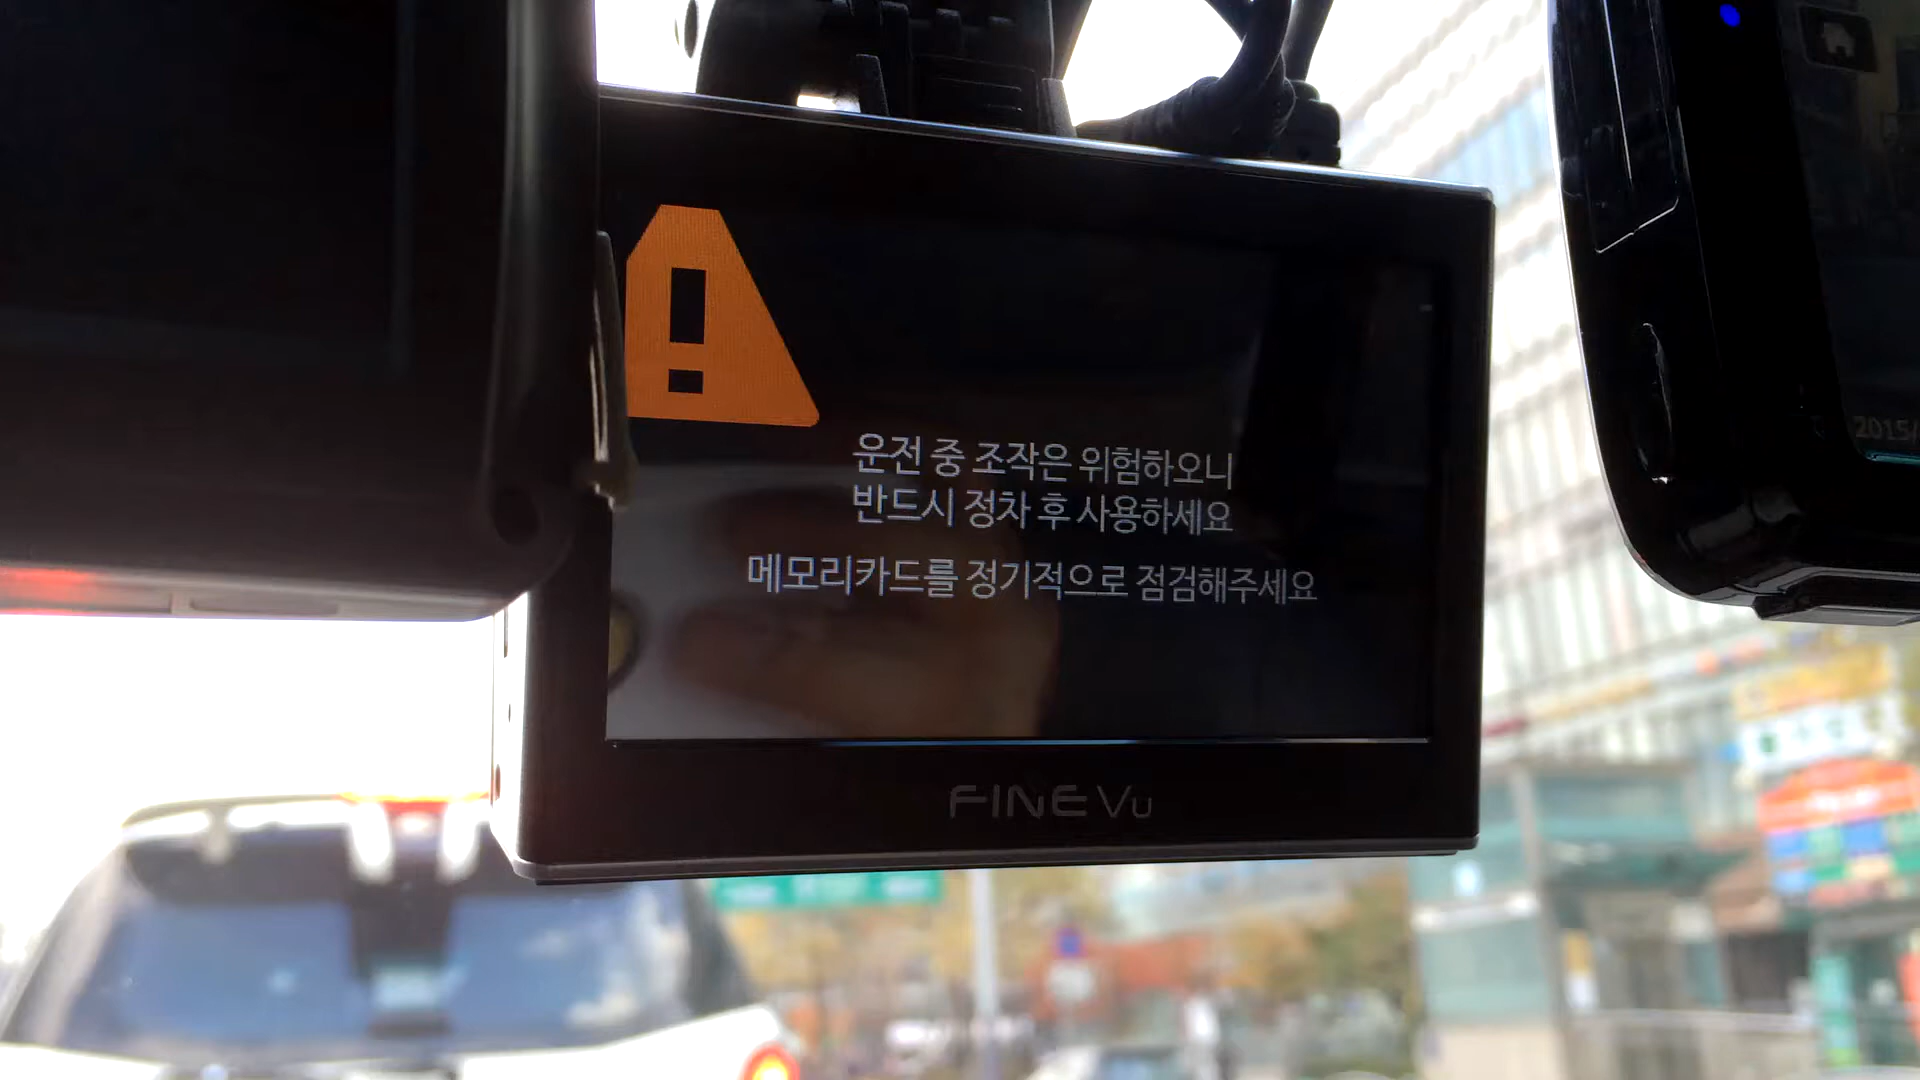 운전 중 조작은 위험하오니
반드시 정차 후 사용하세요
메모리카드를 정기적으로 점검해주세요
FINEVu
2015/